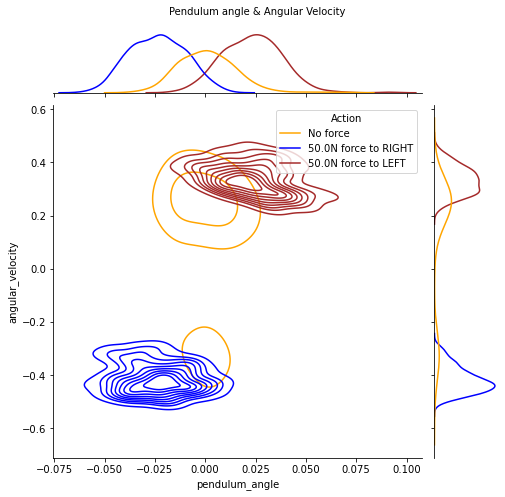 Pendulum angle & Angular Velocity
Action
No force
50.0N force to RIGHT
50.0N force to LEFT
0.6
0.4
0.2
0.0
−0.2
−0.4
−0.6
angular_velocity
−0.075 −0.050 −0.025 0.000 0.025 0.050 0.075 0.100
pendulum_angle